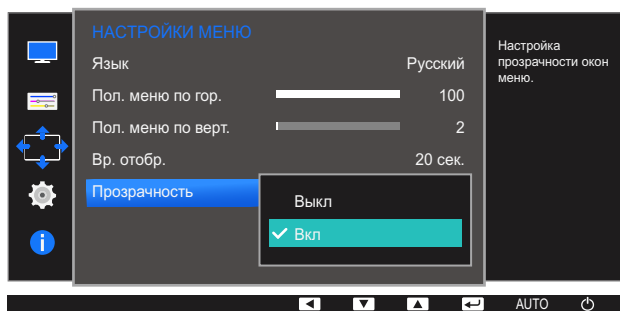 НАСТРОЙКИ МЕНЮ
Язык Русский
Пол. меню по гор. 100
Пол. меню по верт. 2
Вр. отобр. 20 сек.
Прозрачность
Выкл
Вкл
Настройка
прозрачности окон
меню.
AUTO